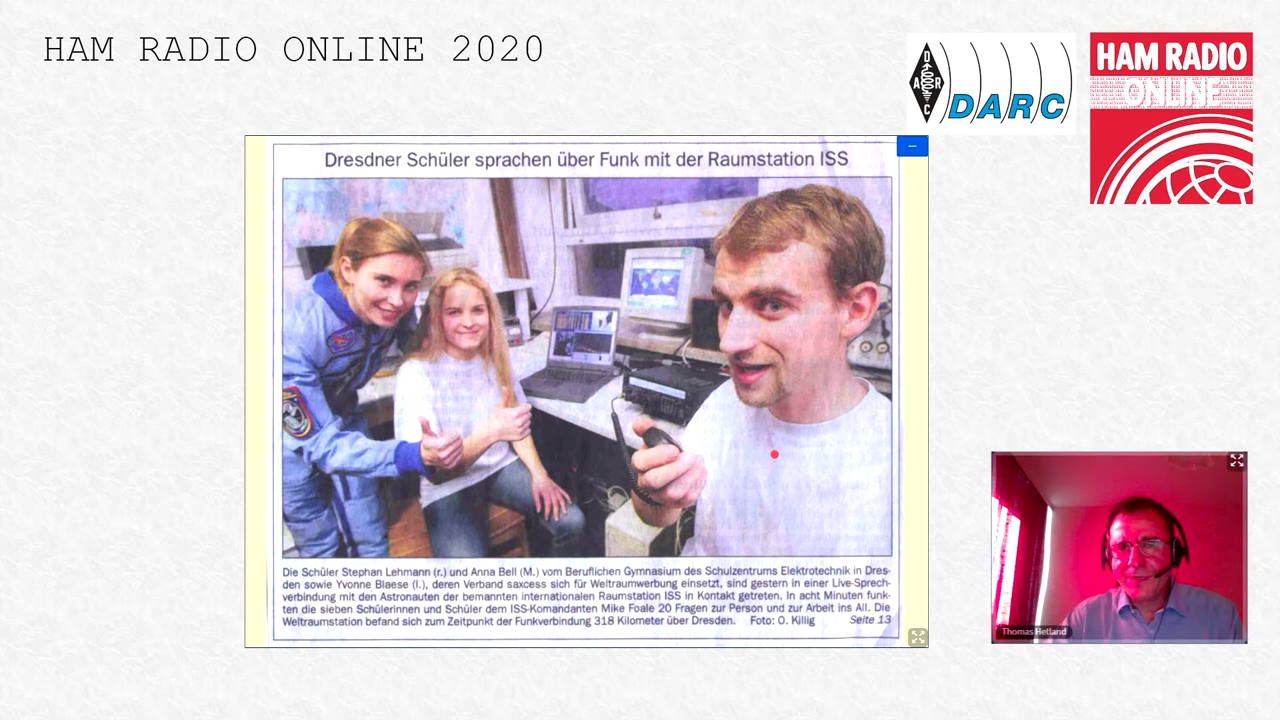 HAM RADIO ONLINE 2020
D
A R
C
DARC
HAM RADIO
ONLINE
Dresdner Schüler sprachen über Funk mit der Raumstation ISS
Die Schüler Stephan Lehmann (r.) und Anna Bell (M.) vom Beruflichen Gymnasium des Schulzentrums Elektrotechnik in Dres-
den sowie Yvonne Blaese (l.), deren Verband saxcess sich für Weltraumwerbung einsetzt, sind gestern in einer Live-Sprech-
verbindung mit den Astronauten der bemannten internationalen Raumstation ISS in Kontakt getreten. In acht Minuten funk-
ten die sieben Schülerinnen und Schüler dem ISS-Komandanten Mike Foale 20 Fragen zur Person und zur Arbeit ins All. Die
Weltraumstation befand sich zum Zeitpunkt der Funkverbindung 318 Kilometer über Dresden. Foto: O. Killig Seite 13
Thomas Hetland